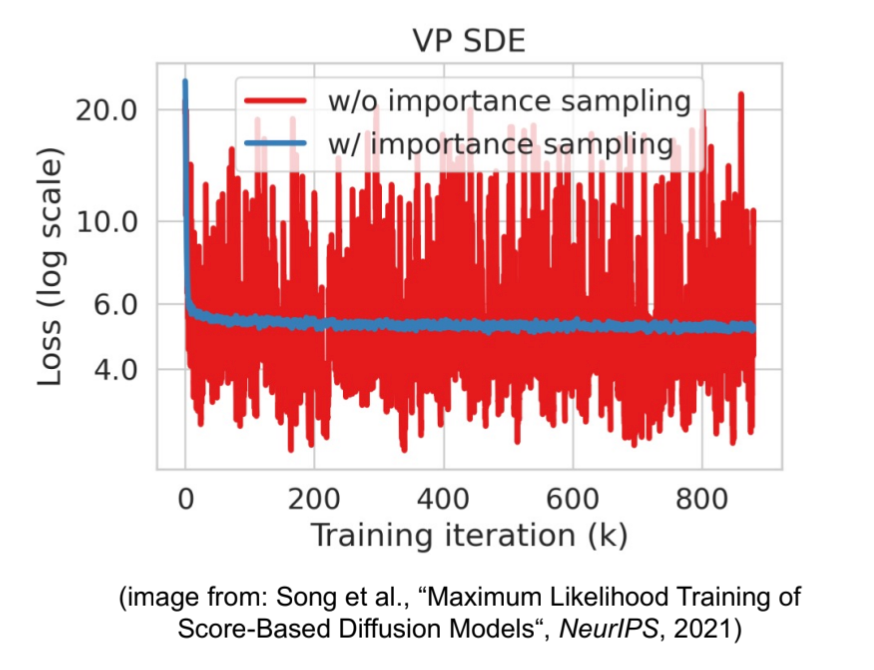 VP SDE
w/o importance sampling
w/ importance sampling
Loss (log scale)
20.0
10.0
6.0
4.0
0 200 400 600 800
Training iteration (k)
(image from: Song et al., “Maximum Likelihood Training of
Score-Based Diffusion Models“, NeurIPS, 2021)